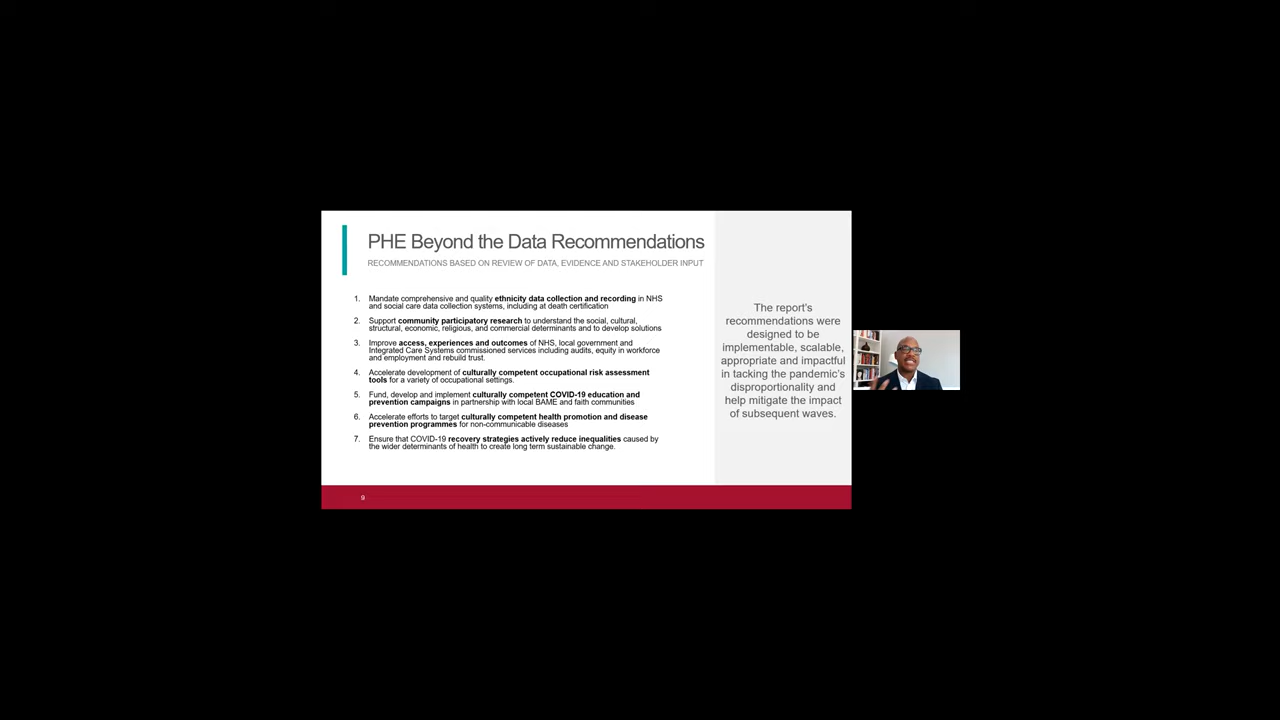 PHE Beyond the Data Recommendations
RECOMMENDATIONS BASED ON REVIEW OF DATA, EVIDENCE AND STAKEHOLDER INPUT
1. Mandate comprehensive and quality ethnicity data collection and recording in NHS
and social care data collection systems, including at death certification
2. Support community participatory research to understand the social, cultural,
structural, economic, religious, and commercial determinants and to develop solutions
3. Improve access, experiences and outcomes of NHS, local government and
Integrated Care Systems commissioned services including audits, equity in workforce
and employment and rebuild trust.
4. Accelerate development of culturally competent occupational risk assessment
tools for a variety of occupational settings.
5. Fund, develop and implement culturally competent COVID-19 education and
prevention campaigns in partnership with local BAME and faith communities
6. Accelerate efforts to target culturally competent health promotion and disease
prevention programmes for non-communicable diseases
7. Ensure that COVID-19 recovery strategies actively reduce inequalities caused by
the wider determinants of health to create long term sustainable change.
The report's
recommendations were
designed to be
implementable, scalable,
appropriate and impactful
in tacking the pandemic's
disproportionality and
help mitigate the impact
of subsequent waves.
9